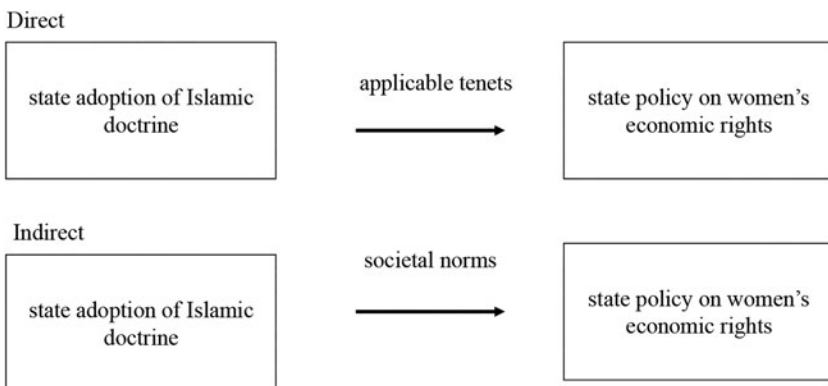 Direct
state adoption of Islamic
doctrine
applicable tenets
state policy on women’s
economic rights
Indirect
state adoption of Islamic
doctrine
societal norms
state policy on women’s
economic rights